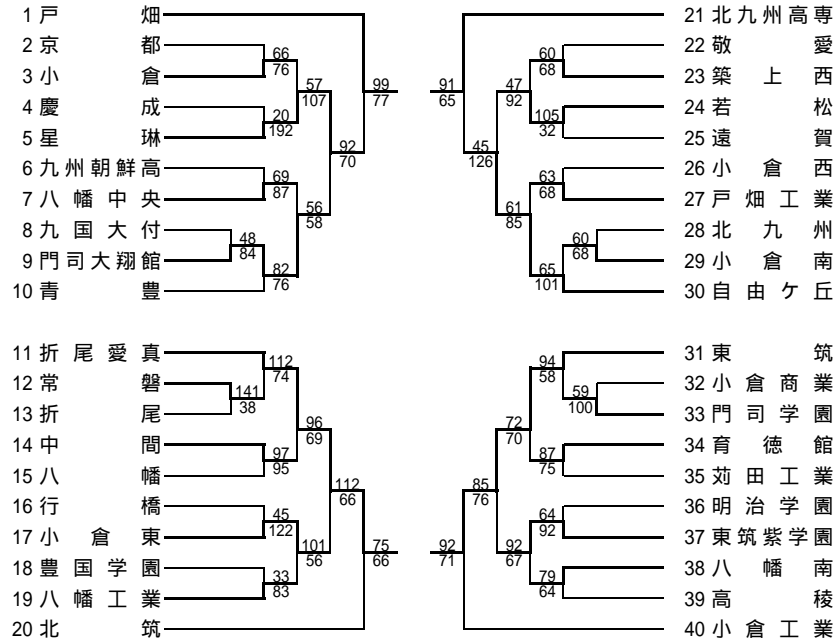 1 戸畑
2 京都
3 小倉
4 慶成
5 星琳
6 九州朝鮮高
7 八幡中央
8 九国大付
9 門司大翔館
10 青豊
66
76
20
192
69
87
48
84
82
76
57
107
56
58
92
70
99
77
21 北九州高専
22 敬愛
23 築上西
24 若松
25 遠賀
26 小倉西
27 戸畑工業
28 北九州
29 小倉南
30 自由ケ丘
91
65
45
126
47
92
61
85
60
68
105
32
63
68
65
101
60
68
11 折尾愛真
12 常磐
13 折尾
14 中間
15 八幡
16 行橋
17 小倉東
18 豊国学園
19 八幡工業
20 北筑
112
74
141
38
97
95
45
122
33
83
96
69
101
56
112
66
75
66
31 東筑
32 小倉商業
33 門司学園
34 育徳館
35 苅田工業
36 明治学園
37 東筑紫学園
38 八幡南
39 高稜
40 小倉工業
92
71
85
76
72
70
92
67
94
58
59
100
87
75
64
92
79
64